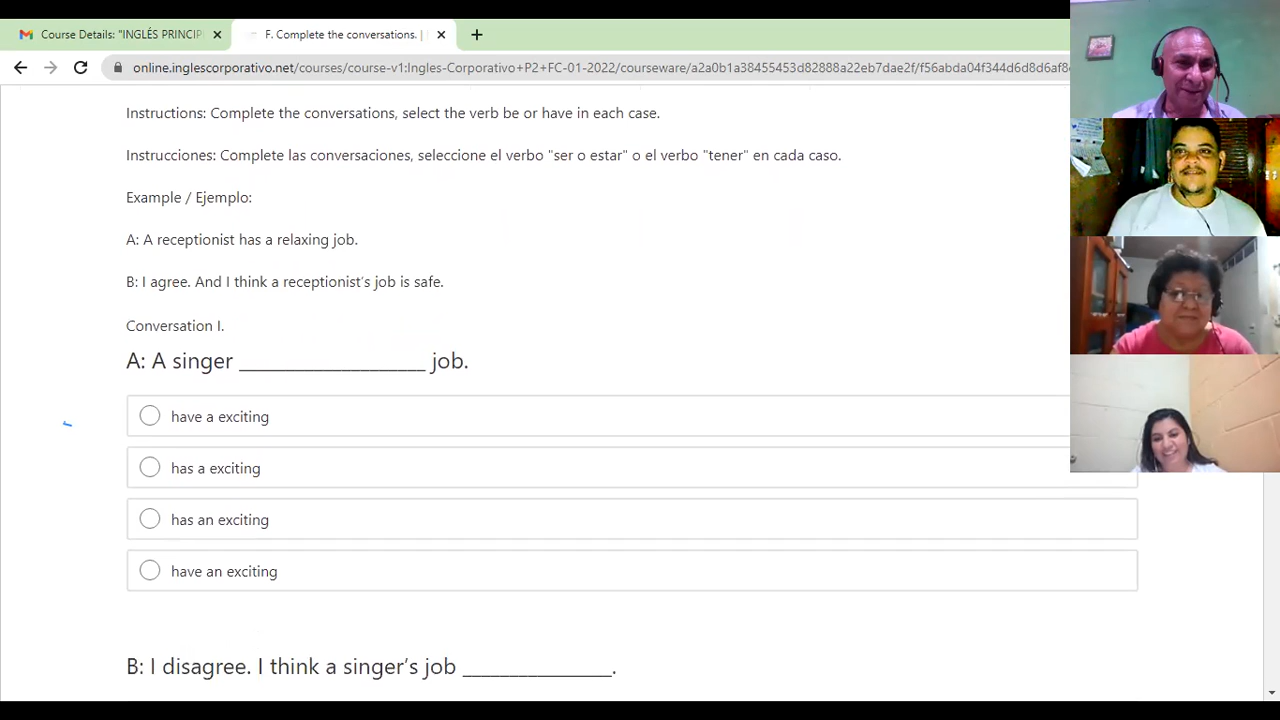 Course Details: "INGLÉS PRINCIP
F. Complete the conversations. |
online.inglescorporativo.net/courses/course-v1:Ingles-Corporativo+P2+FC-01-2022/courseware/a2a0b1a38455453d82888a22eb7dae2f/f56abda04f344d6d8d6af8
Instructions: Complete the conversations, select the verb be or have in each case.
Instrucciones: Complete las conversaciones, seleccione el verbo "ser o estar" o el verbo "tener" en cada caso.
Example / Ejemplo:
A: A receptionist has a relaxing job.
B: I agree. And I think a receptionist's job is safe.
Conversation I.
A: A singer ____________________ job.
have a exciting
has a exciting
has an exciting
have an exciting
B: I disagree. I think a singer's job ________________.